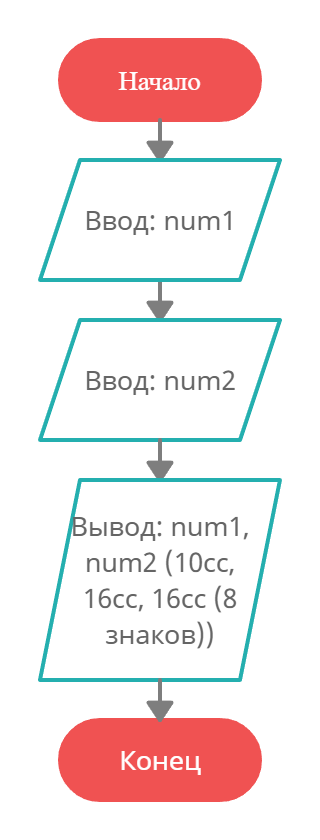 Начало
Ввод: num1
Ввод: num2
Вывод: num1,
num2 (10сс,
16сс, 16сс (8
знаков))
Конец